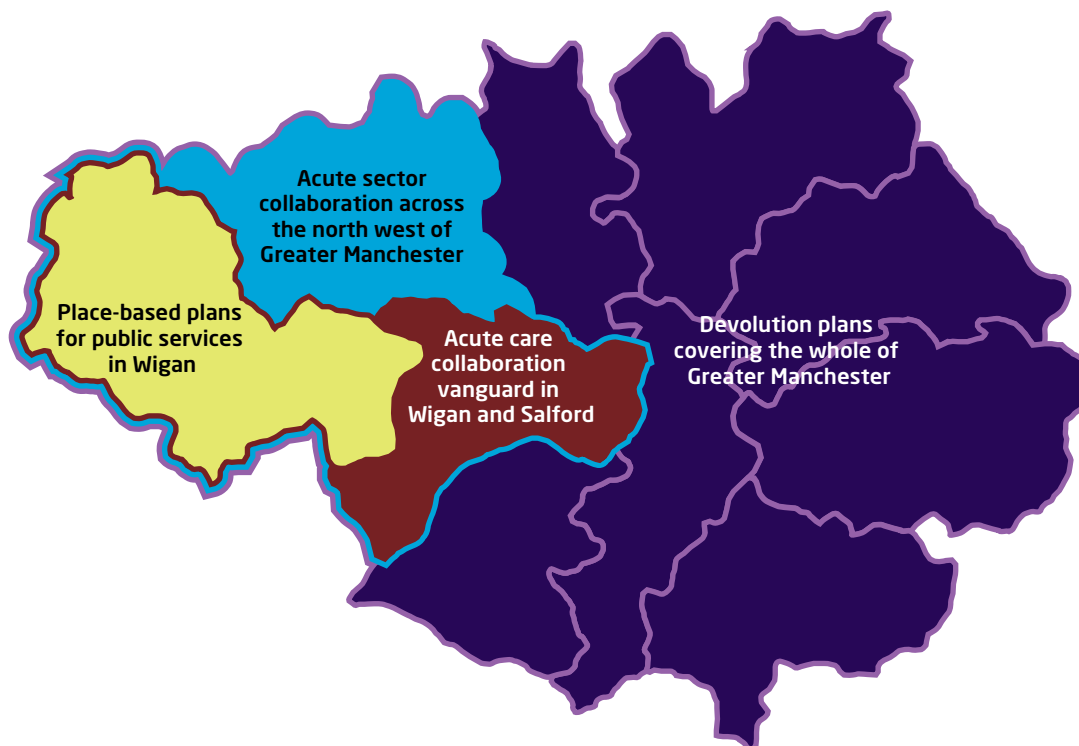 Acute sector
collaboration across
the north west of
Greater Manchester
Place-based plans
for public services
in Wigan
Acute care
collaboration
vanguard in
Wigan and Salford
Devolution plans
covering the whole of
Greater Manchester